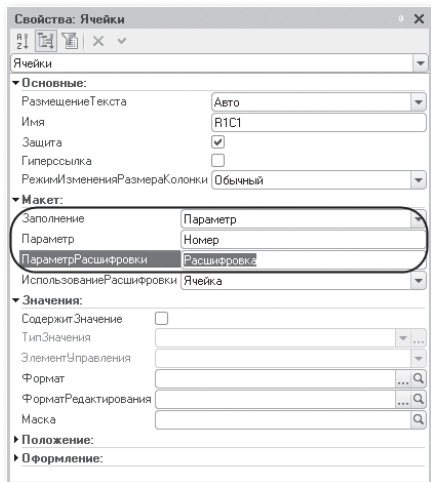 Свойства: Ячейки
Ячейки
Основные:
РазмещениеТекста Авто
Имя R1C1
Защита
Гиперссылка
РежимИзмененияРазмераКолонки Обычный
Макет:
Заполнение Параметр
Параметр Номер
ПараметрРасшифровки Расшифровка
ИспользованиеРасшифровки Ячейка
Значения:
СодержитЗначение
ТипЗначения ...
ЭлементУправления
Формат ...
ФорматРедактирования ...
Маска
Положение:
Оформление: